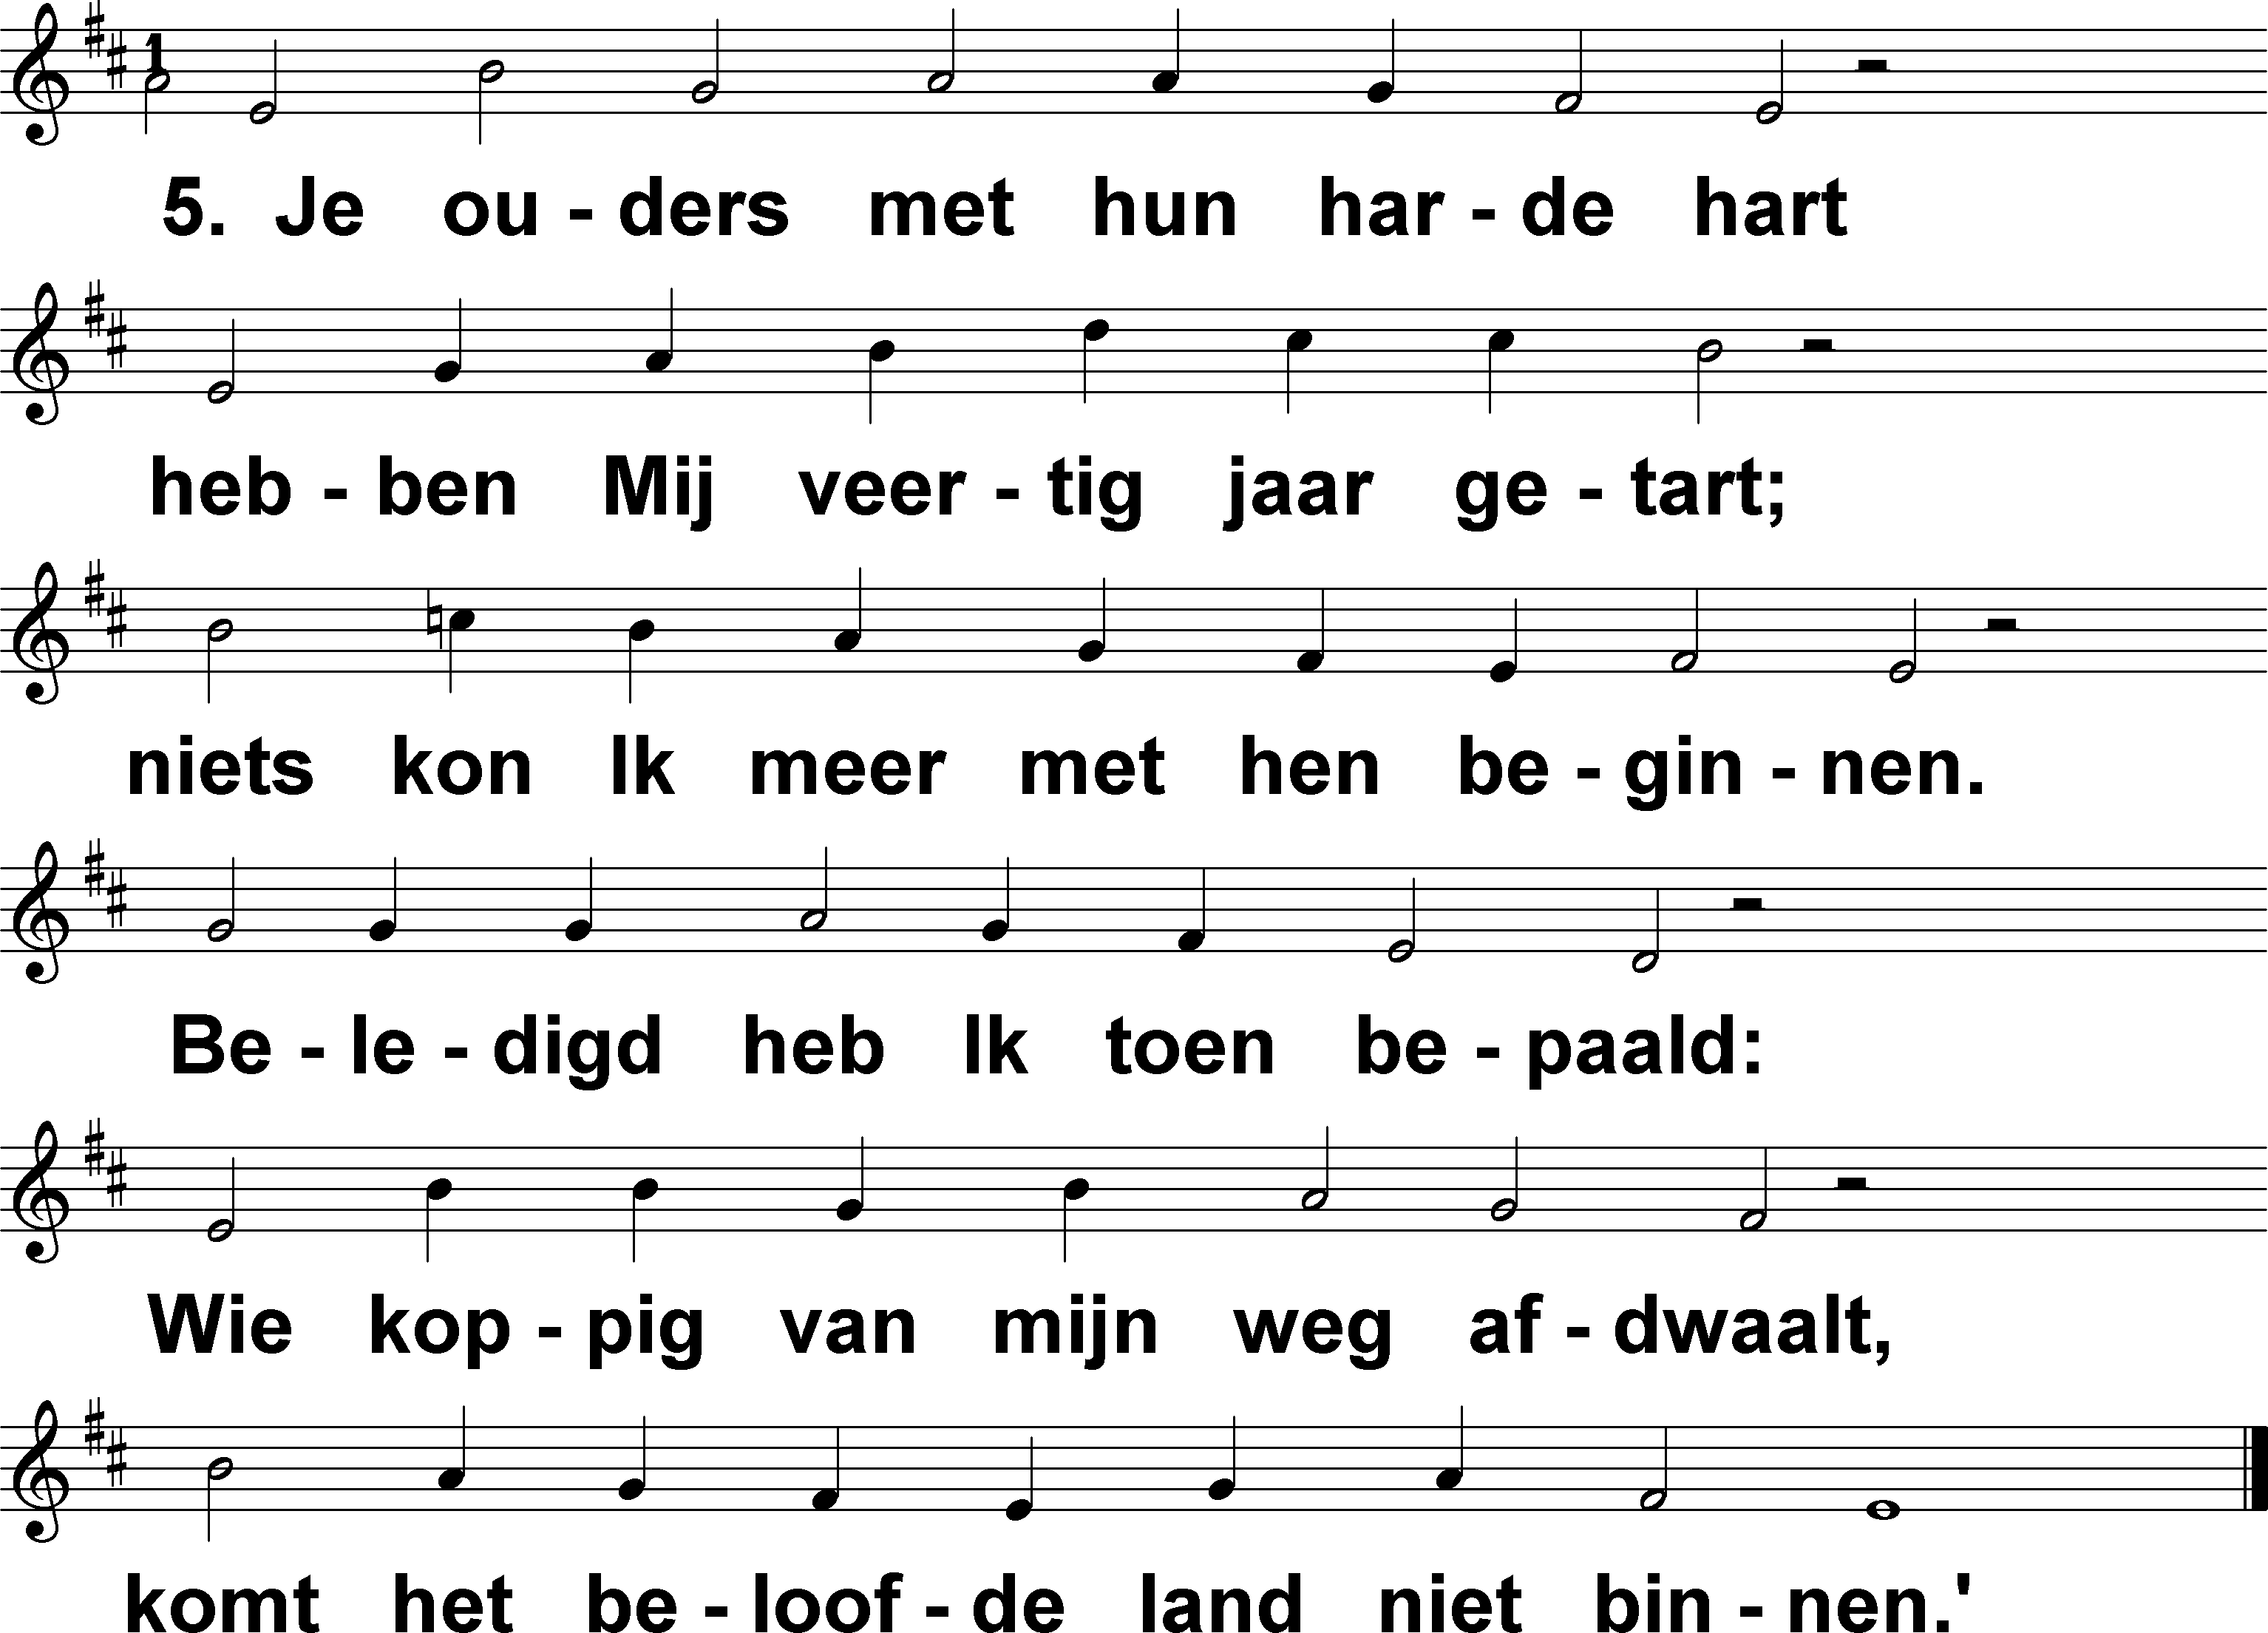 1
5. Je ou - ders met hun har - de hart
heb - ben Mij veer - tig jaar ge - tart;
niets kon Ik meer met hen be - gin - nen.
Be - le - digd heb Ik toen be - paald:
Wie kop - pig van mijn weg af - dwaalt,
komt het be - loof - de land niet bin - nen.'